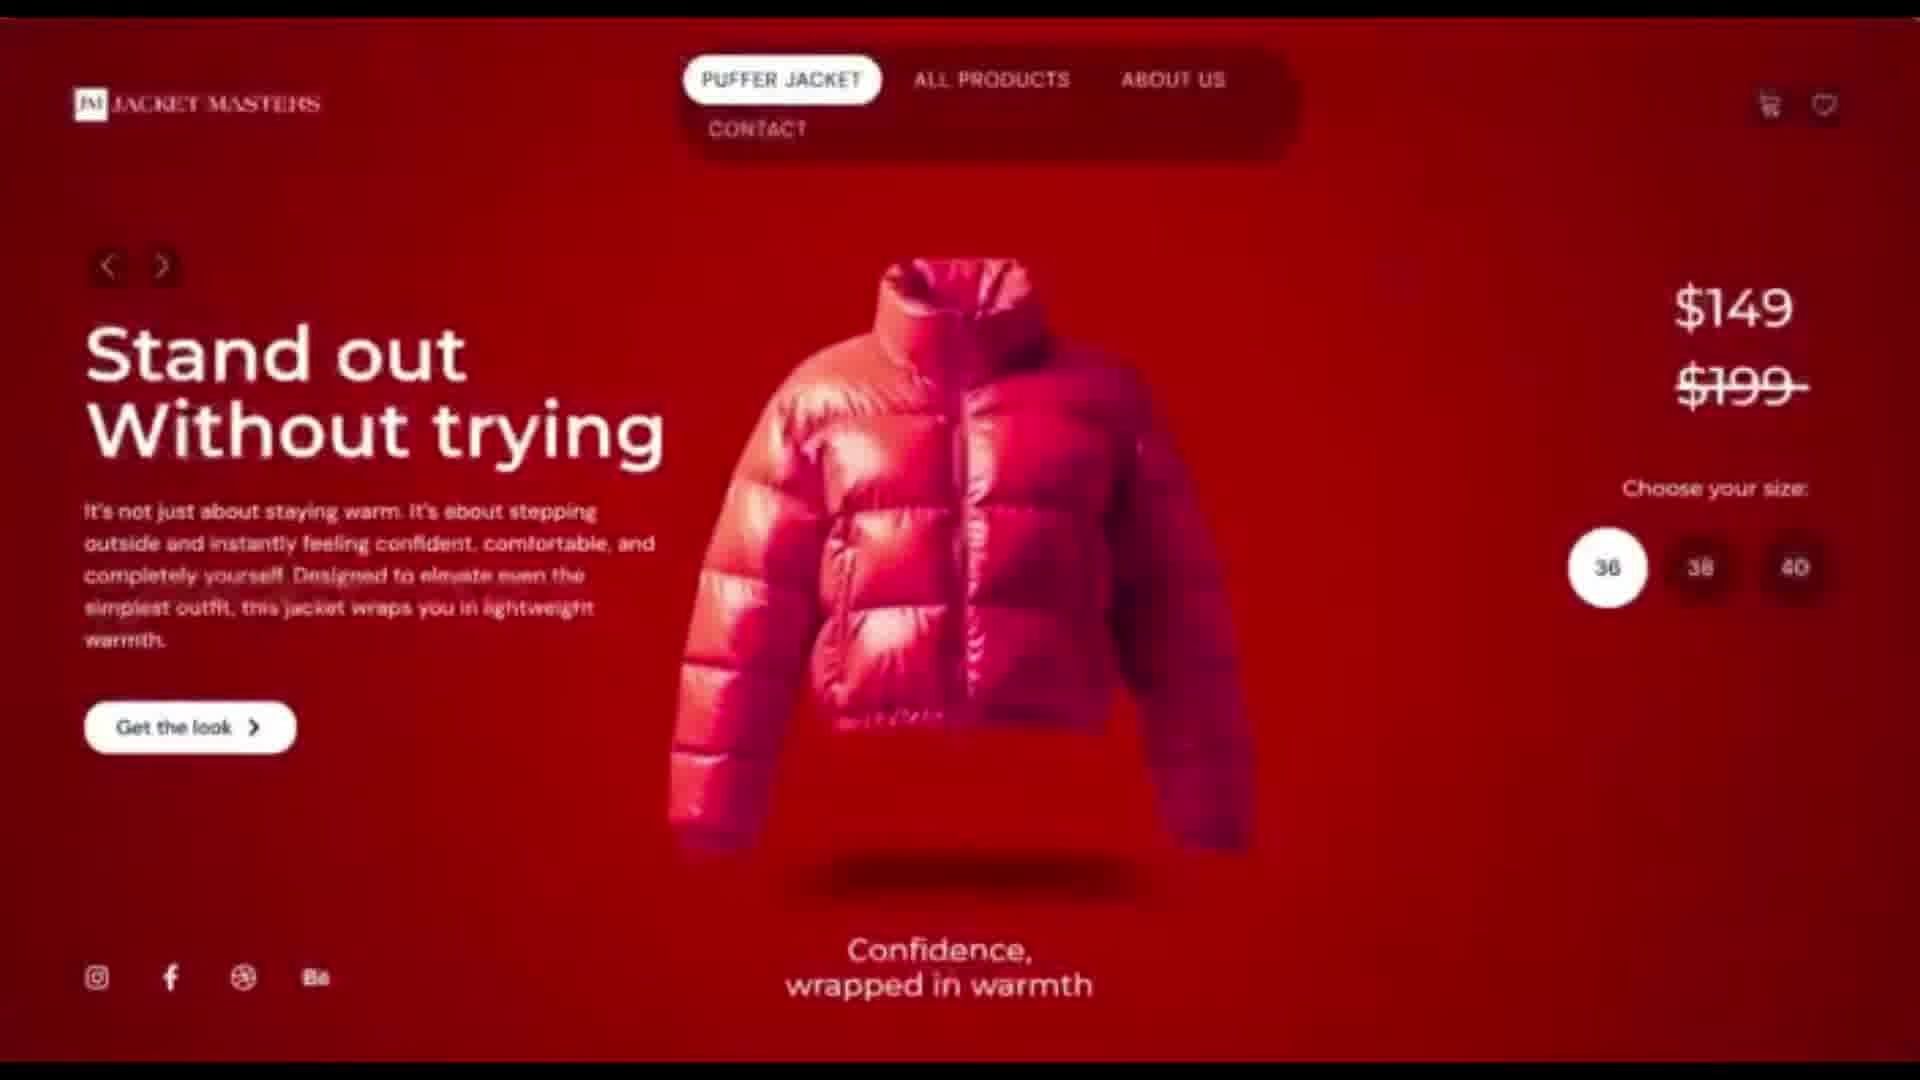 JM JACKET MASTERS
PUFFER JACKET
ALL PRODUCTS
ABOUT US
CONTACT
Stand out
Without trying
It's not just about staying warm. It's about stepping
outside and instantly feeling confident, comfortable, and
completely yourself. Designed to elevate even the
simplest outfit, this jacket wraps you in lightweight
warmth.
Get the look
$149
$199
Choose your size:
36
38
40
Confidence,
wrapped in warmth
Bē